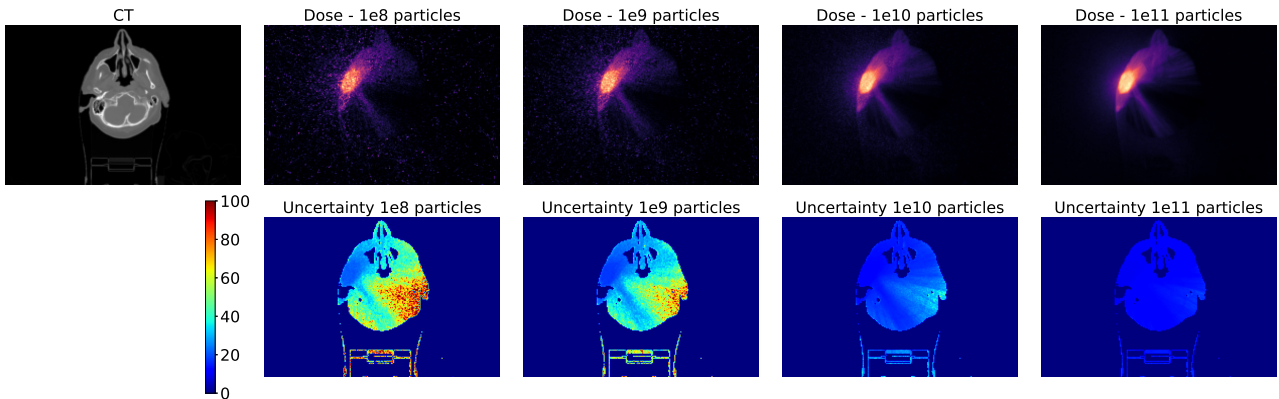 CT
Dose - 1e8 particles
Dose - 1e9 particles
Dose - 1e10 particles
Dose - 1e11 particles
Uncertainty 1e8 particles
Uncertainty 1e9 particles
Uncertainty 1e10 particles
Uncertainty 1e11 particles
100
80
60
40
20
0